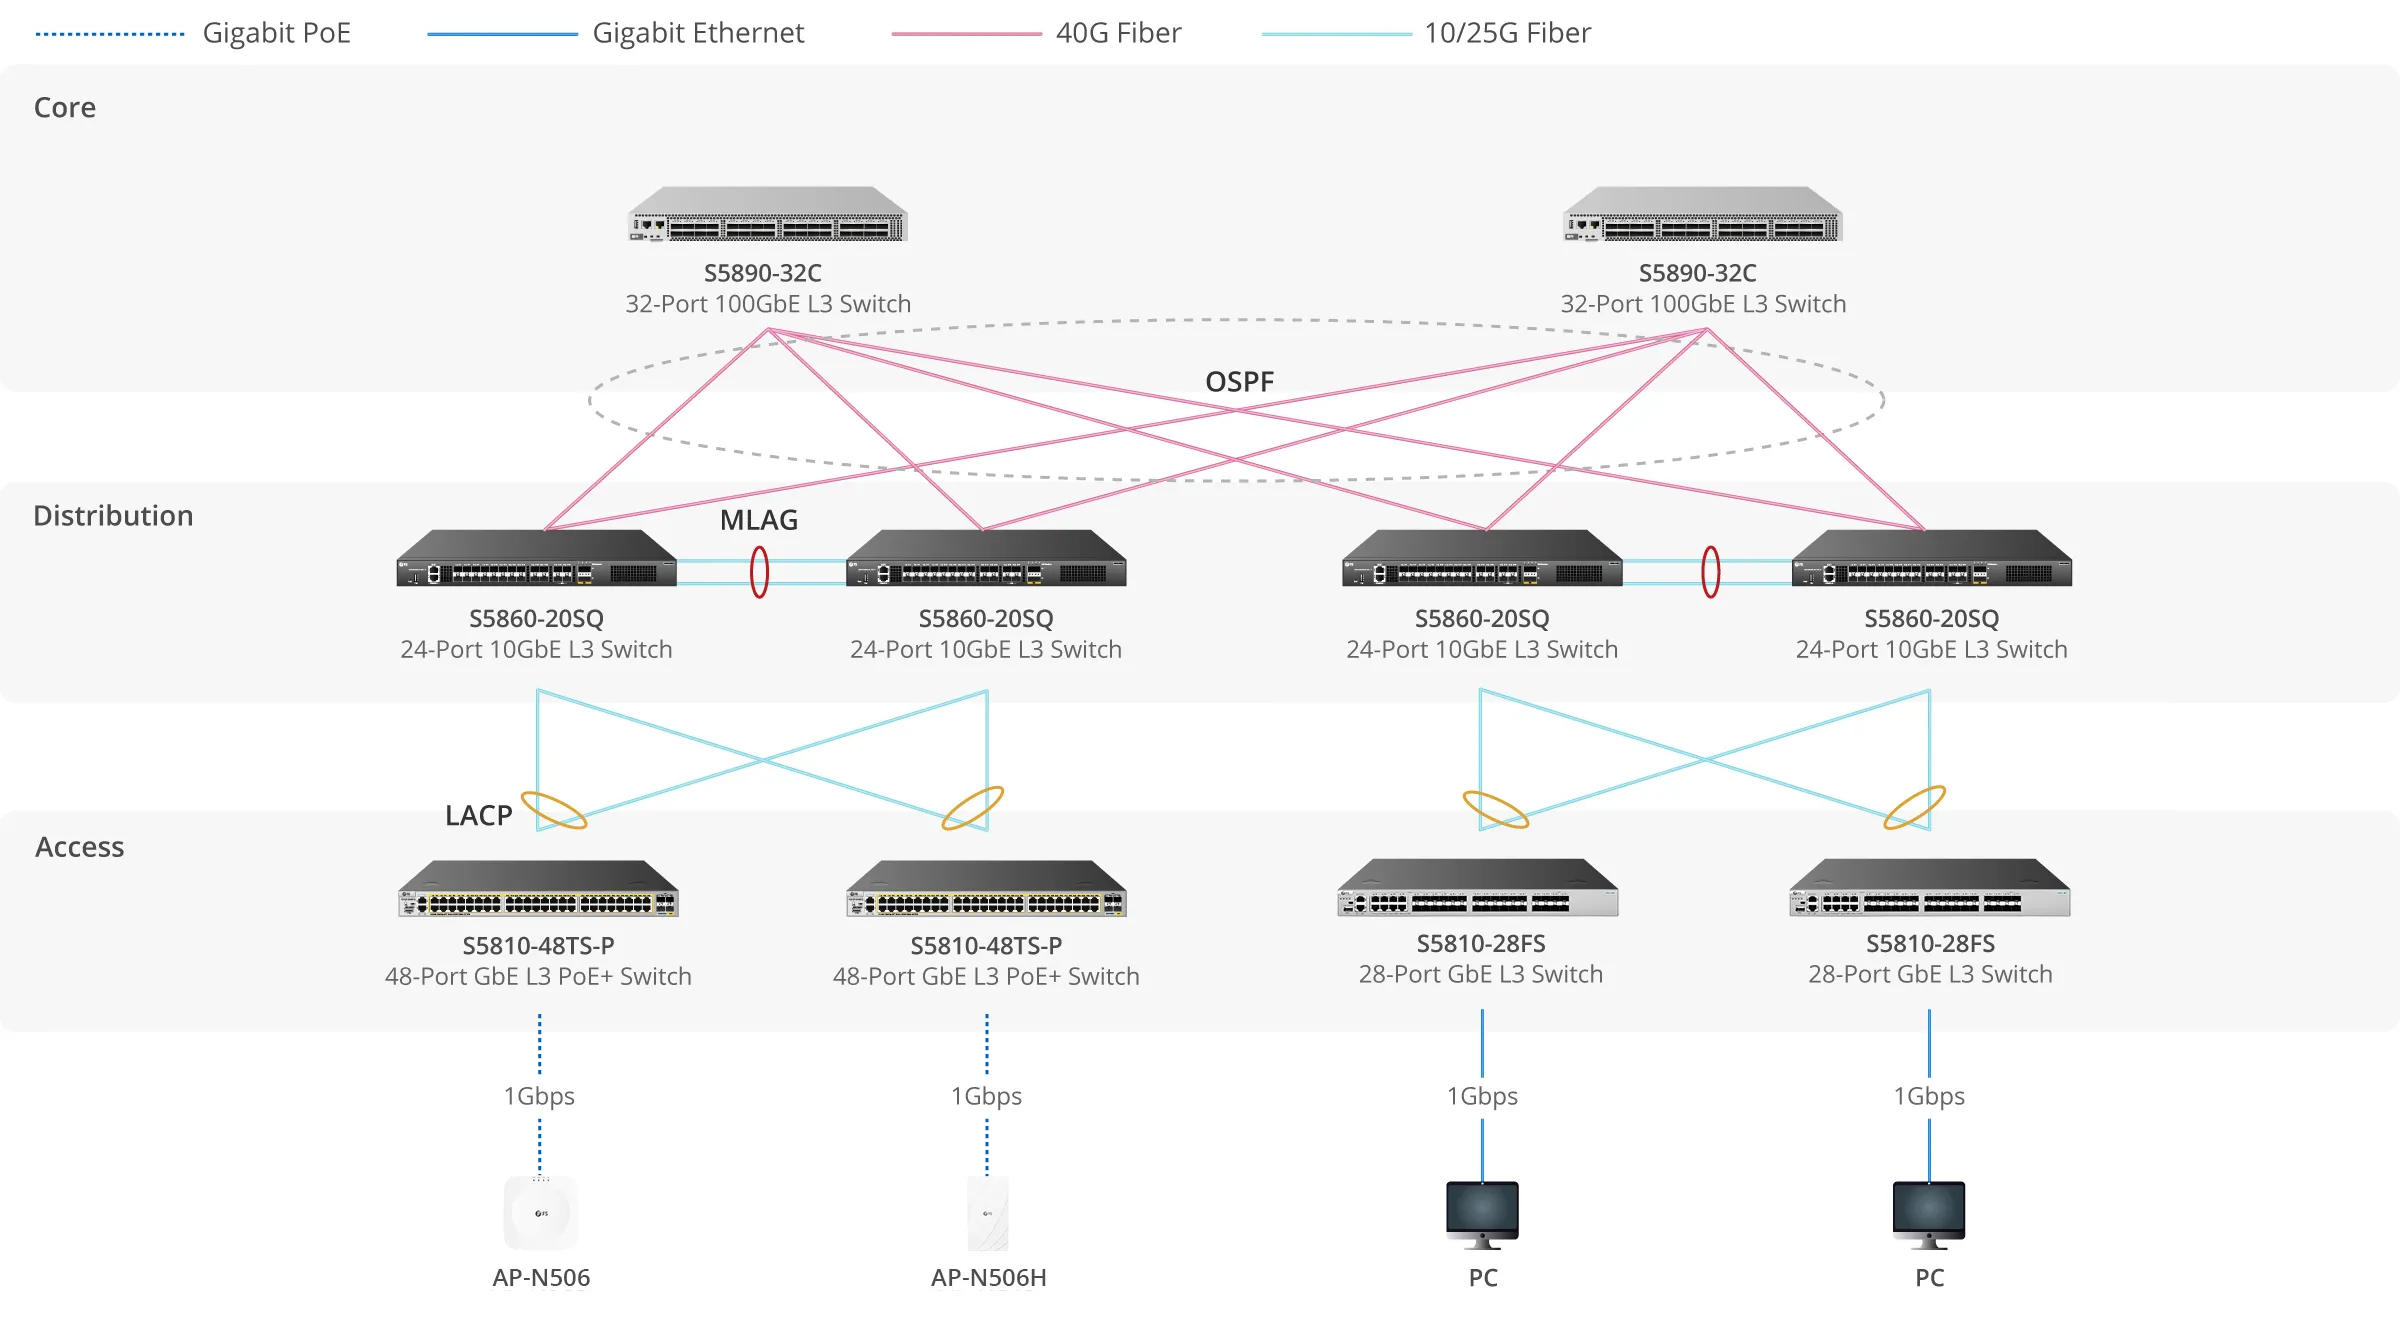 Gigabit PoE
Gigabit Ethernet
40G Fiber
10/25G Fiber
Core
S5890-32C
32-Port 100GbE L3 Switch
S5890-32C
32-Port 100GbE L3 Switch
OSPF
Distribution
MLAG
S5860-20SQ
24-Port 10GbE L3 Switch
S5860-20SQ
24-Port 10GbE L3 Switch
S5860-20SQ
24-Port 10GbE L3 Switch
S5860-20SQ
24-Port 10GbE L3 Switch
LACP
Access
S5810-48TS-P
48-Port GbE L3 PoE+ Switch
S5810-48TS-P
48-Port GbE L3 PoE+ Switch
S5810-28FS
28-Port GbE L3 Switch
S5810-28FS
28-Port GbE L3 Switch
1Gbps
1Gbps
1Gbps
1Gbps
FS
AP-N506
AP-N506H
PC
PC